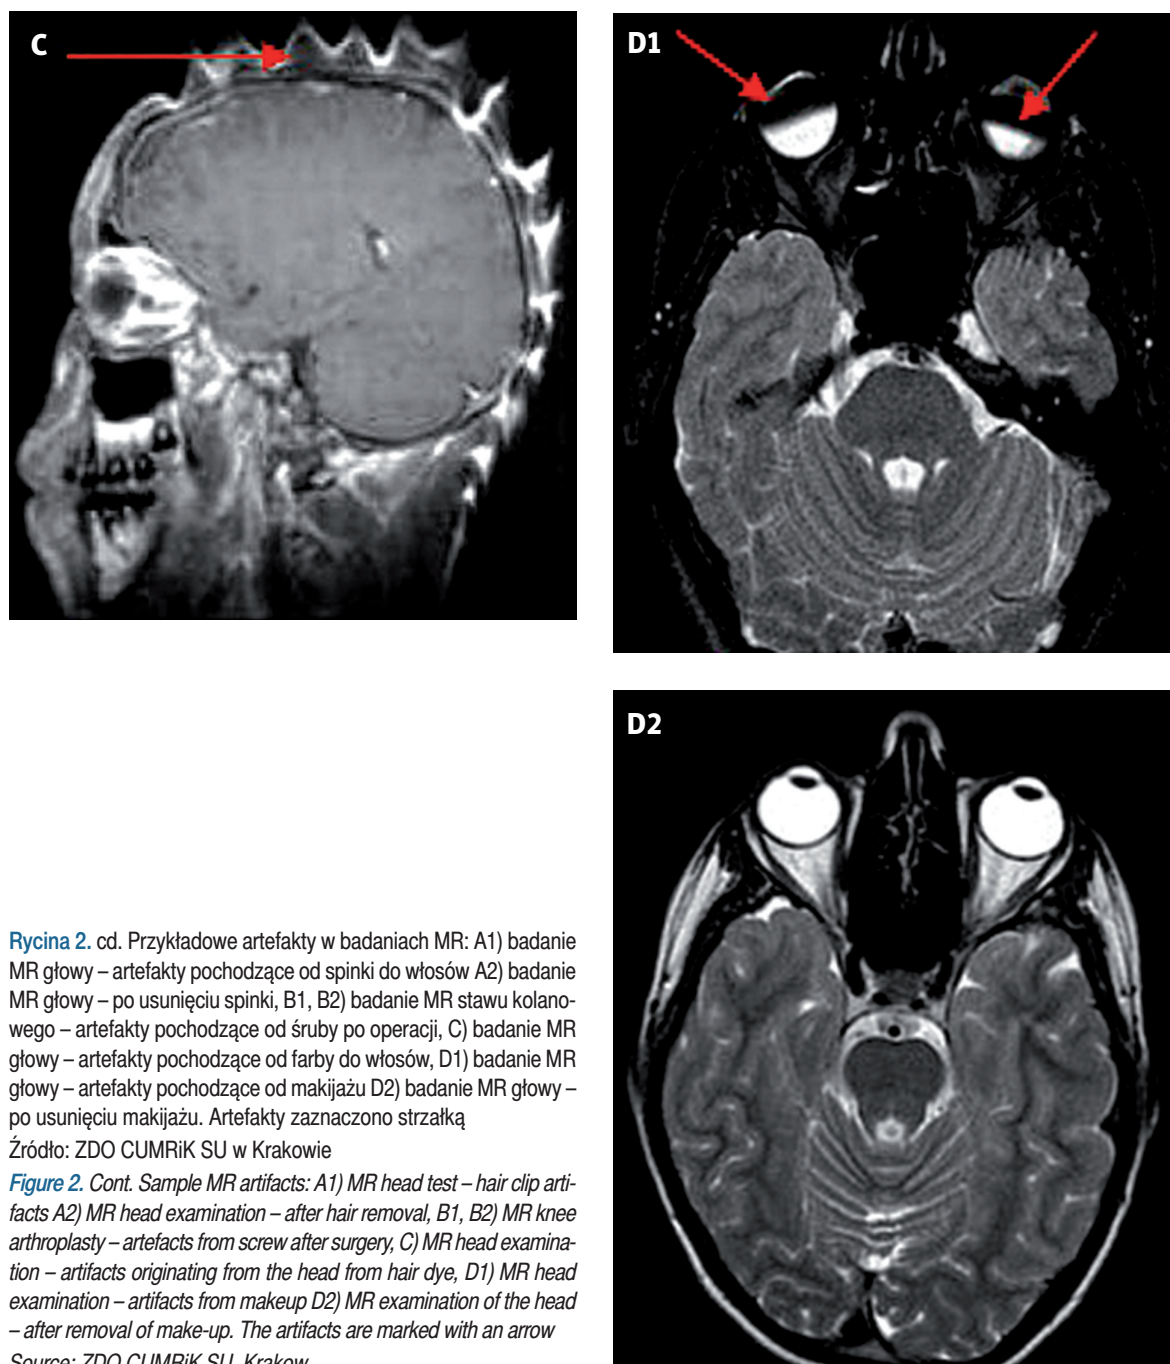 C
D1
D2
Rycina 2. cd. Przykładowe artefakty w badaniach MR: A1) badanie
MR głowy – artefakty pochodzące od spinki do włosów A2) badanie
MR głowy – po usunięciu spinki, B1, B2) badanie MR stawu kolano-
wego – artefakty pochodzące od śruby po operacji, C) badanie MR
głowy – artefakty pochodzące od farby do włosów, D1) badanie MR
głowy – artefakty pochodzące od makijażu D2) badanie MR głowy –
po usunięciu makijażu. Artefakty zaznaczono strzałką
Źródło: ZDO CUMRiK SU w Krakowie
Figure 2. Cont. Sample MR artifacts: A1) MR head test – hair clip arti-
facts A2) MR head examination – after hair removal, B1, B2) MR knee
arthroplasty – artefacts from screw after surgery, C) MR head examina-
tion – artifacts originating from the head from hair dye, D1) MR head
examination – artifacts from makeup D2) MR examination of the head
– after removal of make-up. The artifacts are marked with an arrow
Source: ZDO CUMRiK SU, Krakow